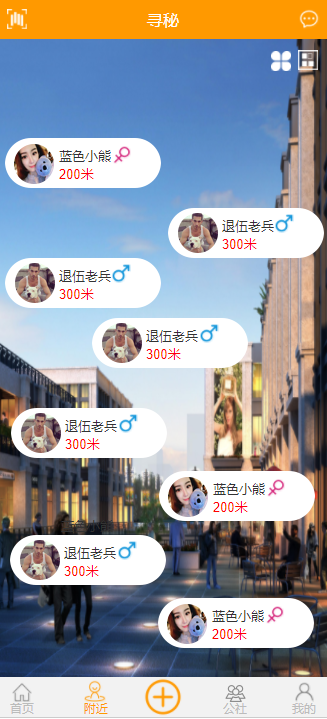 寻秘
蓝色小熊
200米
退伍老兵
300米
退伍老兵
300米
退伍老兵
300米
退伍老兵
300米
蓝色小熊
200米
退伍老兵
300米
蓝色小熊
200米
首页 附近 公社 我的